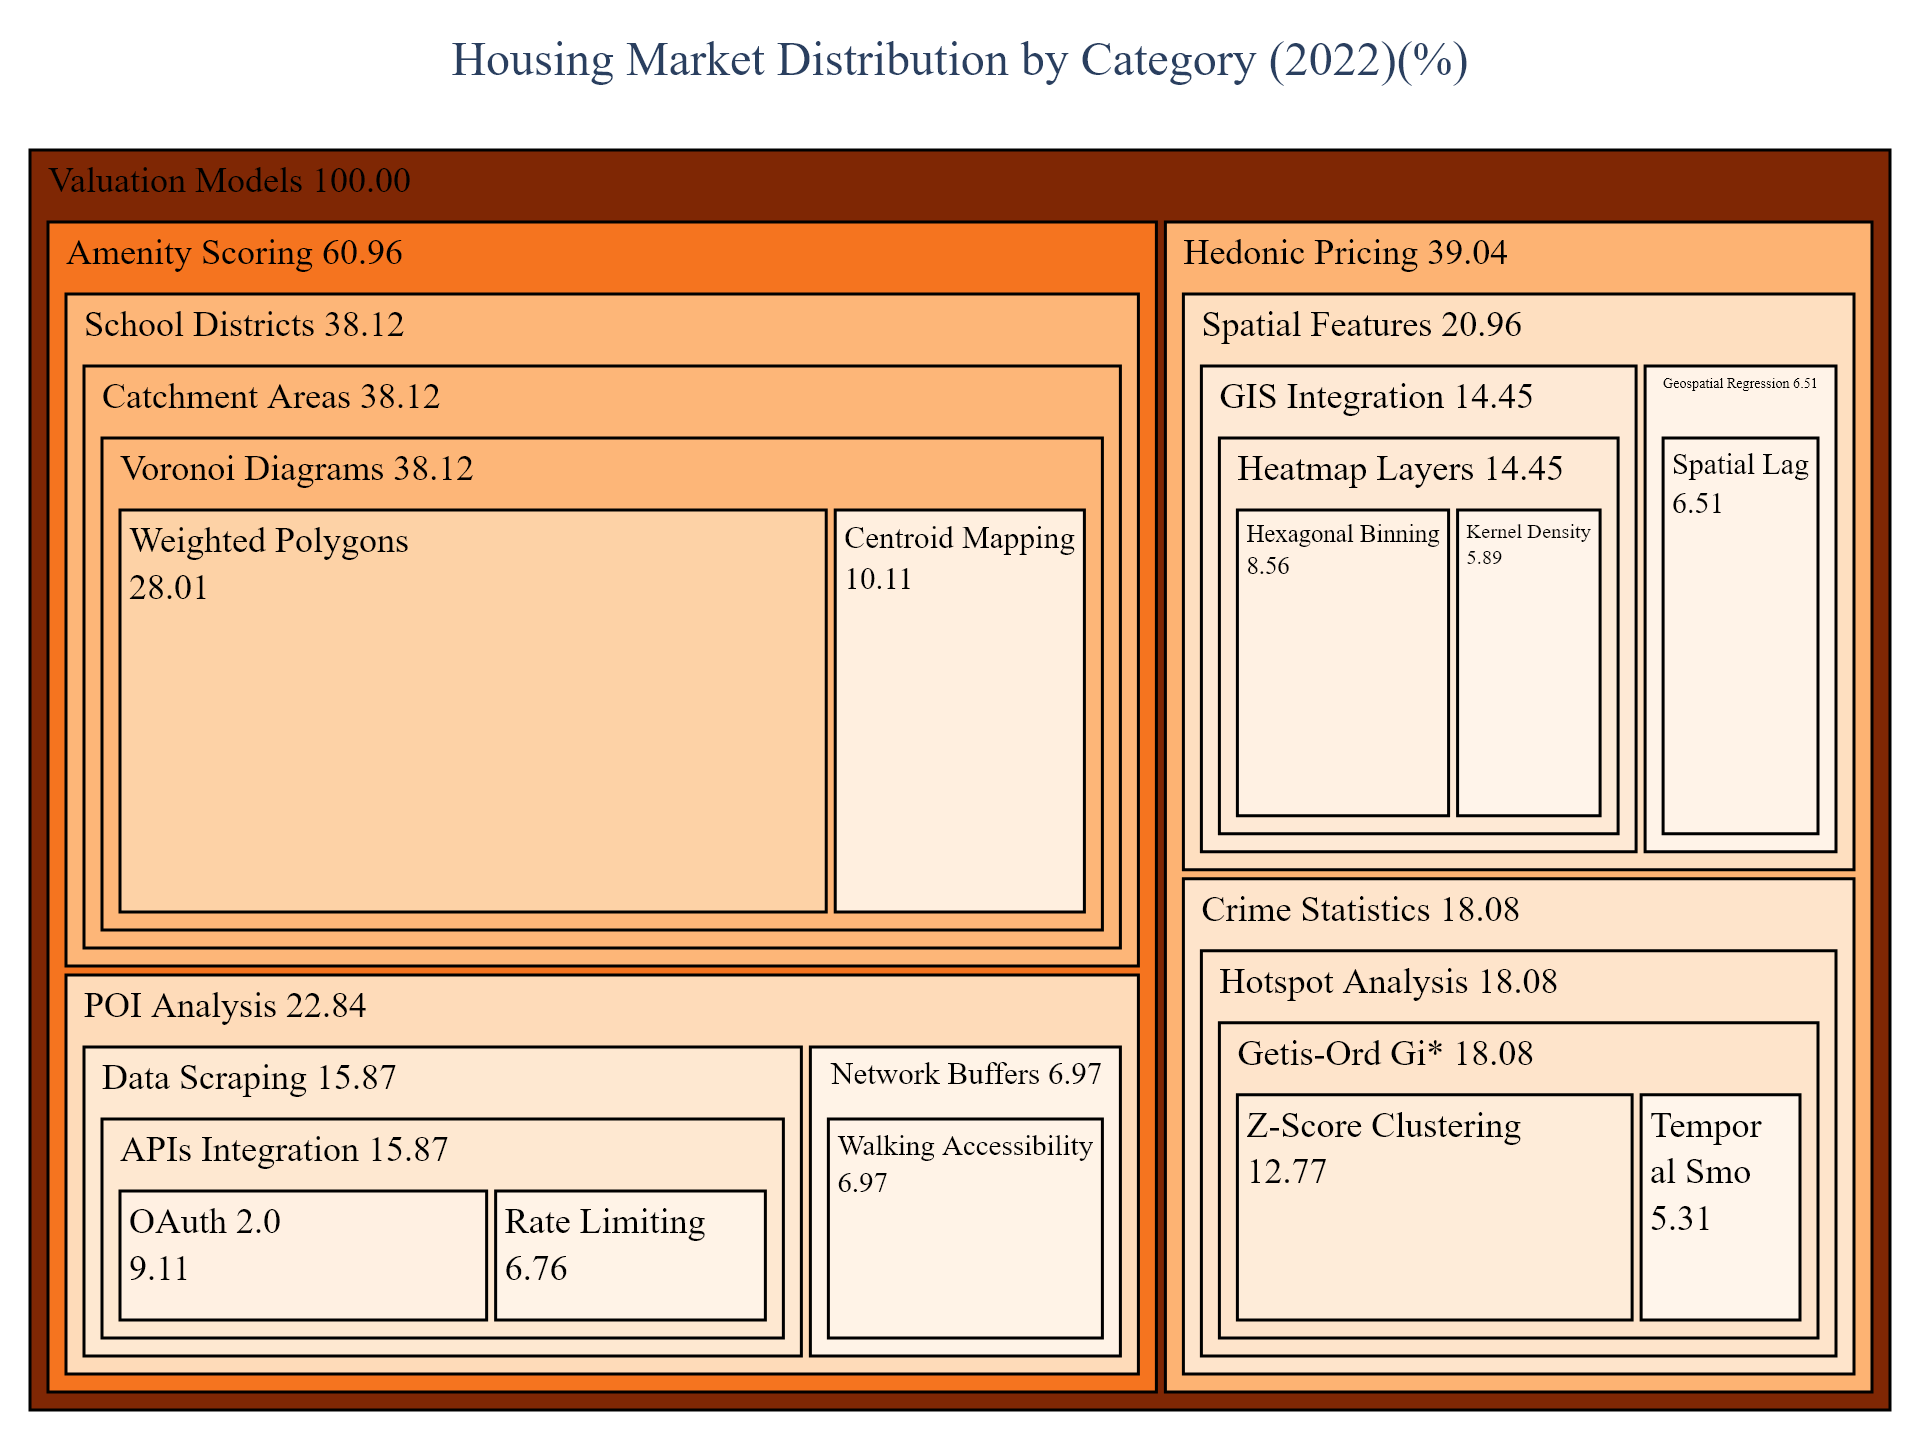 Housing Market Distribution by Category (2022)(%)
Valuation Models 100.00
Amenity Scoring 60.96
School Districts 38.12
Catchment Areas 38.12
Voronoi Diagrams 38.12
Weighted Polygons
28.01
Centroid Mapping
10.11
POI Analysis 22.84
Data Scraping 15.87
APIs Integration 15.87
OAuth 2.0
9.11
Rate Limiting
6.76
Network Buffers 6.97
Walking Accessibility
6.97
Hedonic Pricing 39.04
Spatial Features 20.96
GIS Integration 14.45
Heatmap Layers 14.45
Hexagonal Binning
8.56
Kernel Density
5.89
Geospatial Regression 6.51
Spatial Lag
6.51
Crime Statistics 18.08
Hotspot Analysis 18.08
Getis-Ord Gi* 18.08
Z-Score Clustering
12.77
Tempor
al Smo
5.31